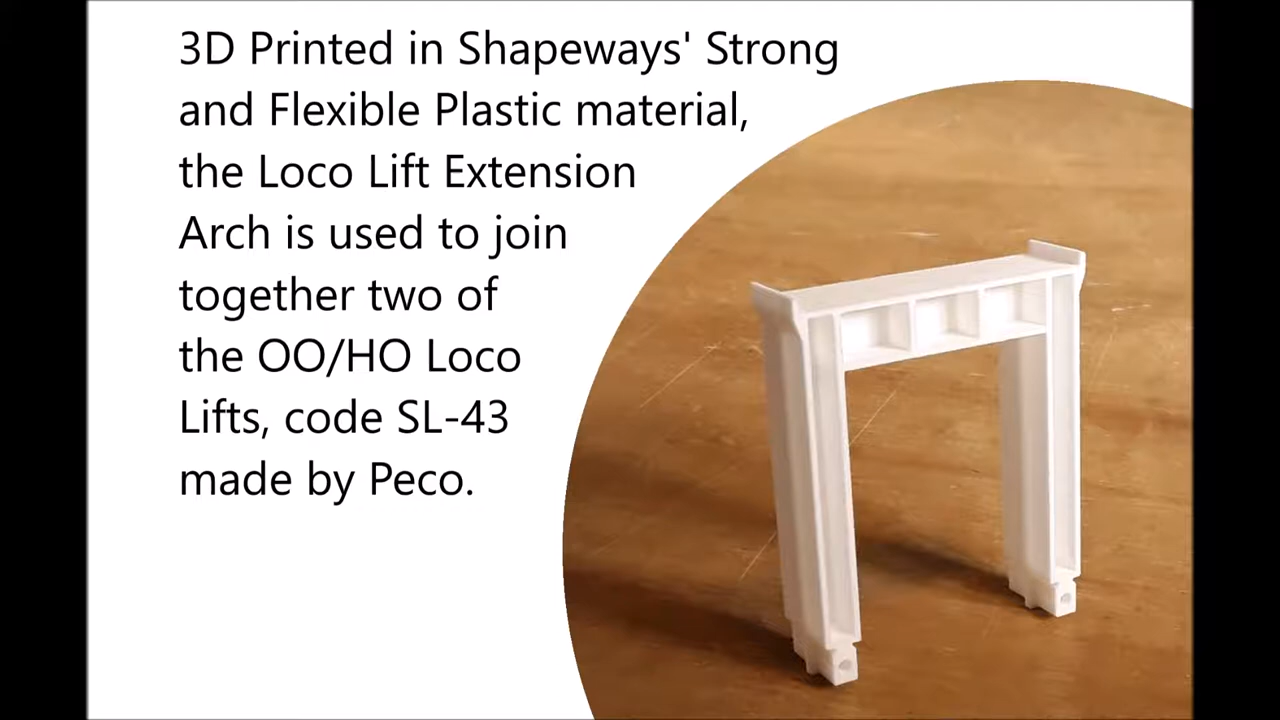 3D Printed in Shapeways' Strong
and Flexible Plastic material,
the Loco Lift Extension
Arch is used to join
together two of
the OO/HO Loco
Lifts, code SL-43
made by Peco.